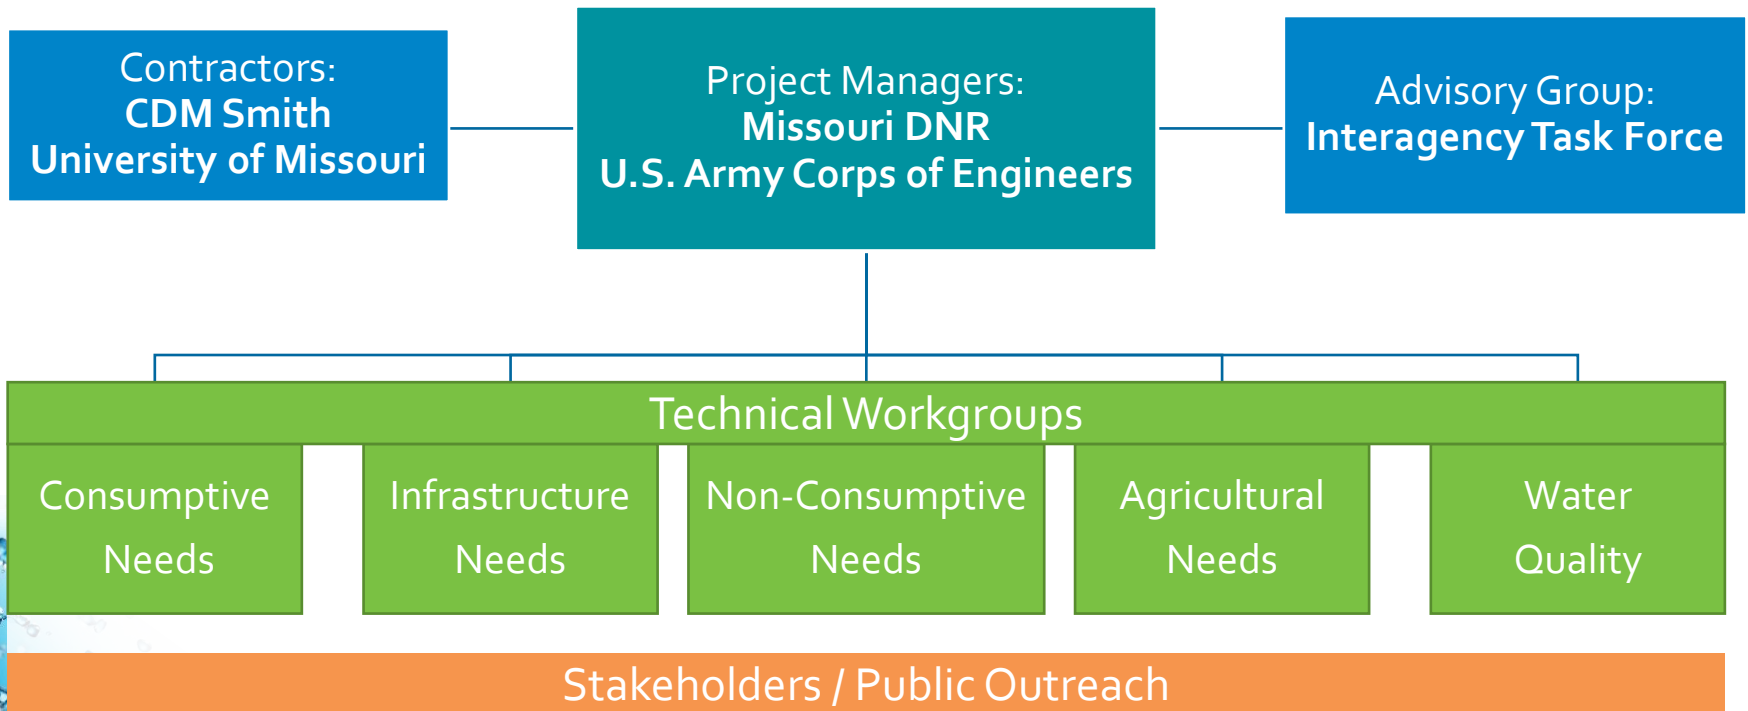 Contractors:
CDM Smith
University of Missouri
Project Managers:
Missouri DNR
U.S. Army Corps of Engineers
Advisory Group:
Interagency Task Force
Technical Workgroups
Consumptive
Needs
Infrastructure
Needs
Non-Consumptive
Needs
Agricultural
Needs
Water
Quality
Stakeholders / Public Outreach